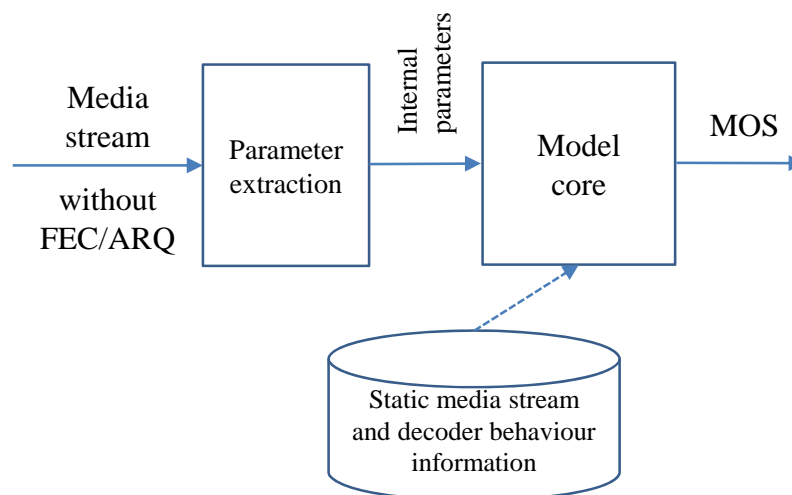 Media
stream
without
FEC/ARQ
Parameter
extraction
Internal
parameters
Model
core
MOS
Static media stream
and decoder behaviour
information